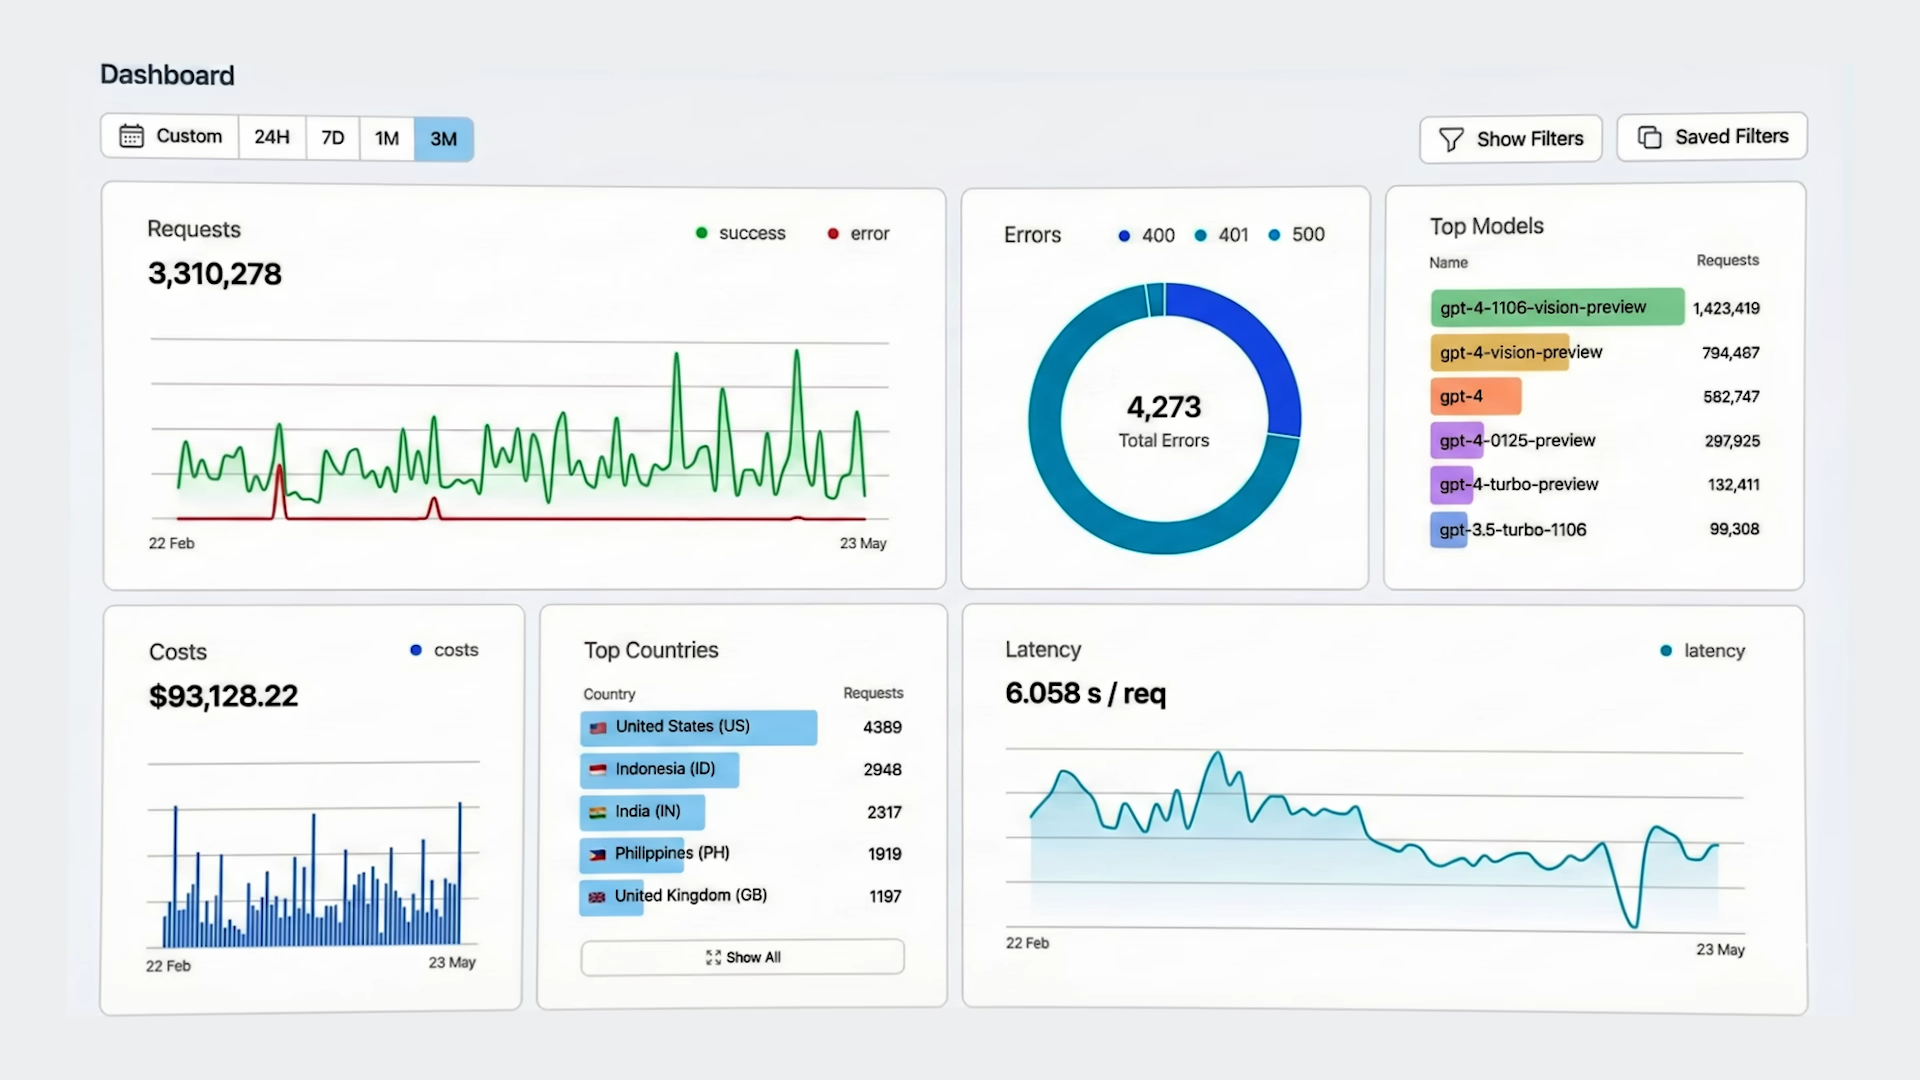 Dashboard
Custom 24H 7D 1M 3M
Show Filters
Saved Filters
Requests
success error
3,310,278
22 Feb 23 May
Errors
400 401 500
4,273
Total Errors
Top Models
Name Requests
gpt-4-1106-vision-preview 1,423,419
gpt-4-vision-preview 794,487
gpt-4 582,747
gpt-4-0125-preview 297,925
gpt-4-turbo-preview 132,411
gpt-3.5-turbo-1106 99,308
Costs
costs
$93,128.22
22 Feb 23 May
Top Countries
Country Requests
United States (US) 4389
Indonesia (ID) 2948
India (IN) 2317
Philippines (PH) 1919
United Kingdom (GB) 1197
Show All
Latency
latency
6.058 s / req
22 Feb 23 May